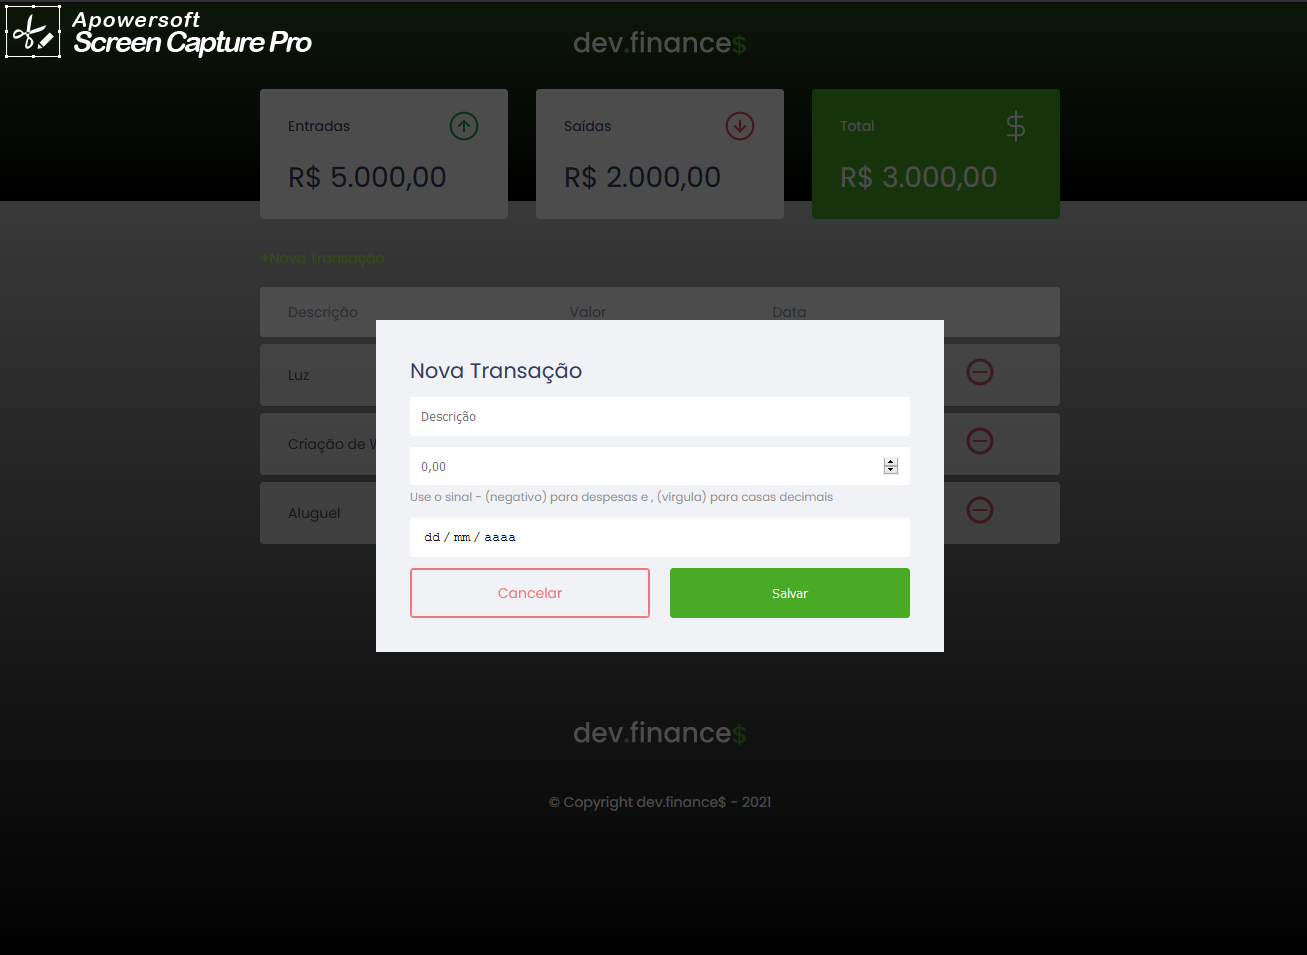 Apowersoft
Screen Capture Pro
dev.finance$
Entradas
R$ 5.000,00
Saídas
R$ 2.000,00
Total
$
R$ 3.000,00
+Nova Transação
Descrição Valor Data
Luz
Criação de
Aluguel
Nova Transação
Descrição
0,00
Use o sinal - (negativo) para despesas e , (vírgula) para casas decimais
dd / mm / aaaa
Cancelar Salvar
dev.finance$
© Copyright dev.finance$ - 2021